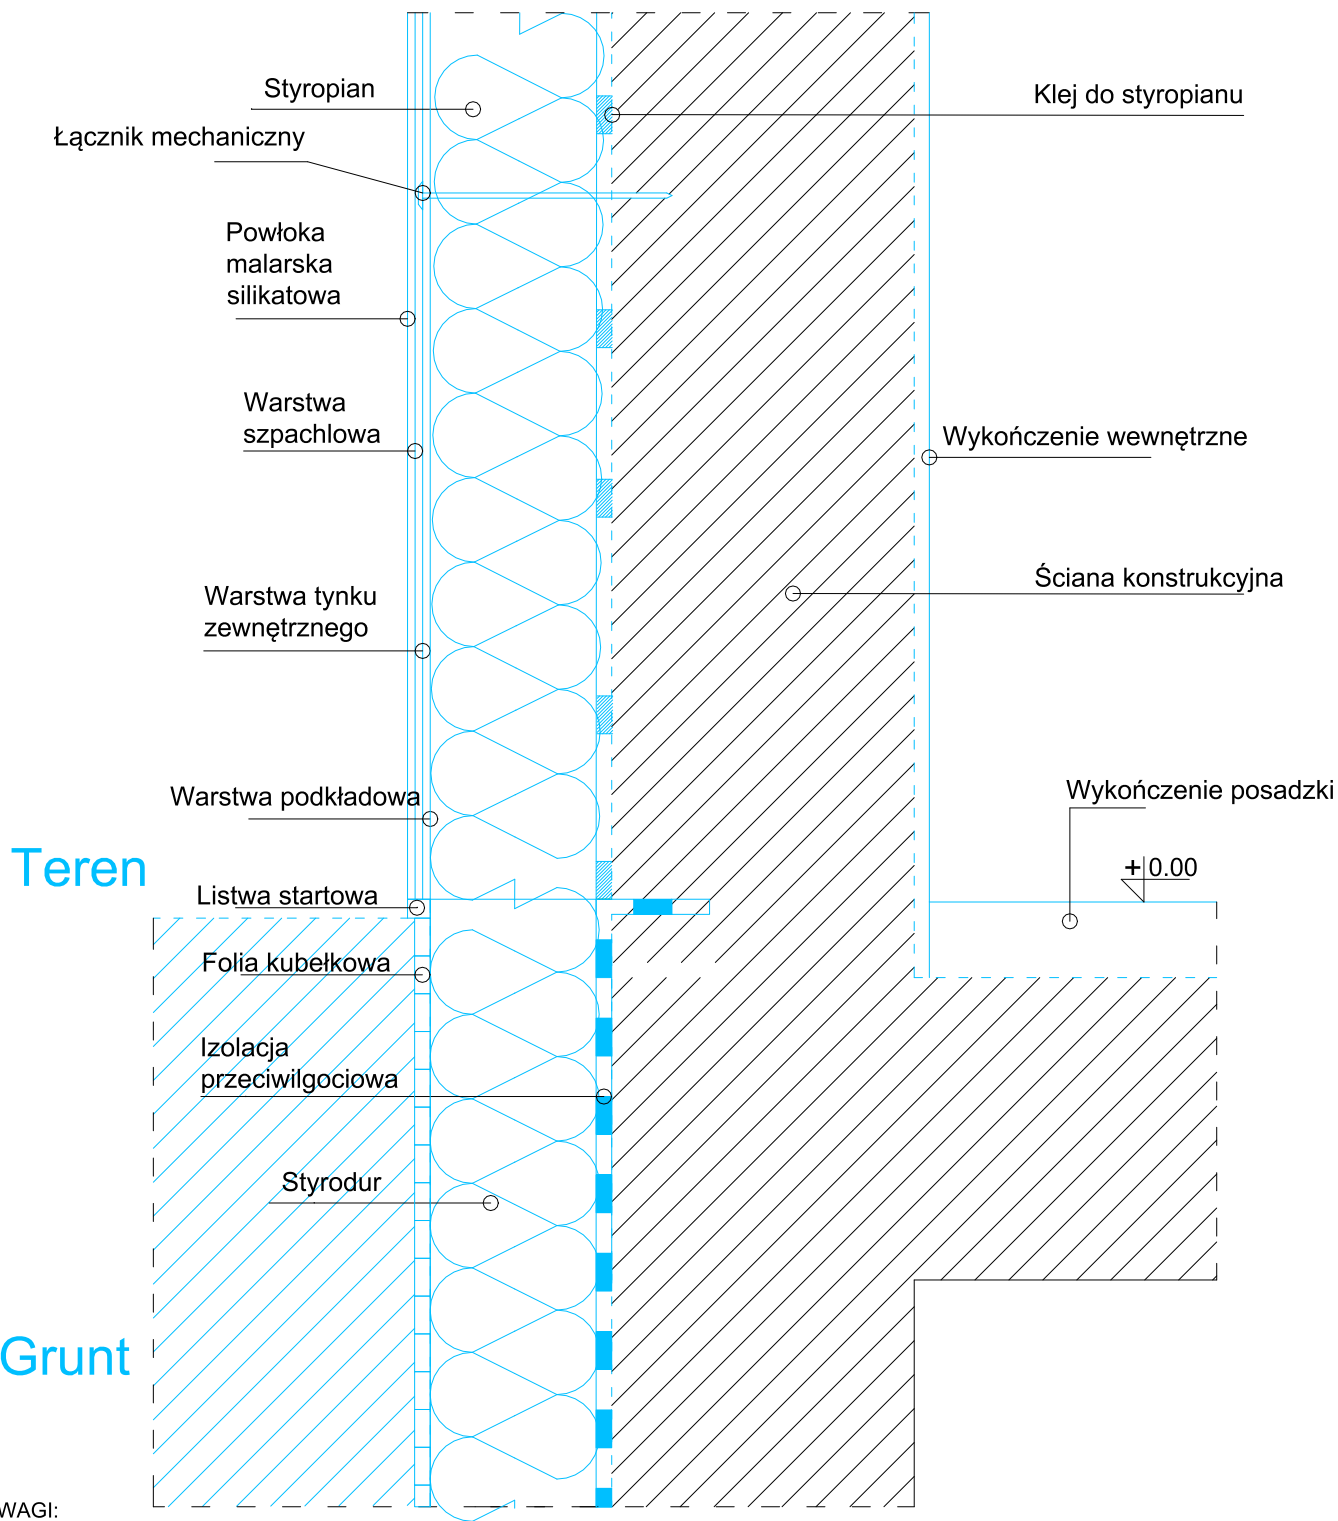 Styropian
Klej do styropianu
Łącznik mechaniczny
Powłoka
malarska
silikatowa
Warstwa
szpachlowa
Wykończenie wewnętrzne
Ściana konstrukcyjna
Warstwa tynku
zewnętrznego
Wykończenie posadzki
Warstwa podkładowa
Teren
+0.00
Listwa startowa
Folia kubełkowa
Izolacja
przeciwilgociowa
Styrodur
Grunt
WAGI: